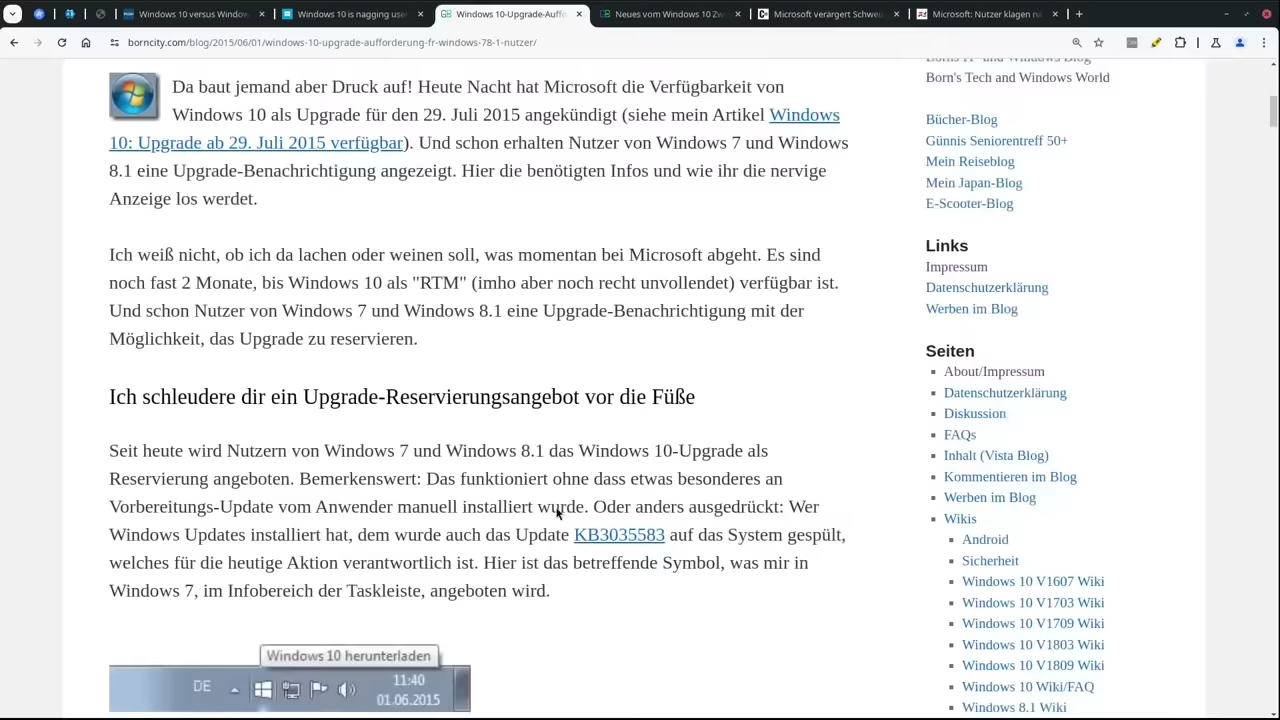 Windows 10 versus Window
Windows 10 is nagging use
Windows 10-Upgrade-Auffo
Neues vom Windows 10 Zw
Microsoft verärgert Schwei
Microsoft: Nutzer klagen na
borncity.com/blog/2015/06/01/windows-10-upgrade-aufforderung-fr-windows-78-1-nutzer/
Da baut jemand aber Druck auf! Heute Nacht hat Microsoft die Verfügbarkeit von
Windows 10 als Upgrade für den 29. Juli 2015 angekündigt (siehe mein Artikel Windows
10: Upgrade ab 29. Juli 2015 verfügbar). Und schon erhalten Nutzer von Windows 7 und Windows
8.1 eine Upgrade-Benachrichtigung angezeigt. Hier die benötigten Infos und wie ihr die nervige
Anzeige los werdet.
Ich weiß nicht, ob ich da lachen oder weinen soll, was momentan bei Microsoft abgeht. Es sind
noch fast 2 Monate, bis Windows 10 als "RTM" (imho aber noch recht unvollendet) verfügbar ist.
Und schon Nutzer von Windows 7 und Windows 8.1 eine Upgrade-Benachrichtigung mit der
Möglichkeit, das Upgrade zu reservieren.
Ich schleudere dir ein Upgrade-Reservierungsangebot vor die Füße
Seit heute wird Nutzern von Windows 7 und Windows 8.1 das Windows 10-Upgrade als
Reservierung angeboten. Bemerkenswert: Das funktioniert ohne dass etwas besonderes an
Vorbereitungs-Update vom Anwender manuell installiert wurde. Oder anders ausgedrückt: Wer
Windows Updates installiert hat, dem wurde auch das Update KB3035583 auf das System gespült,
welches für die heutige Aktion verantwortlich ist. Hier ist das betreffende Symbol, was mir in
Windows 7, im Infobereich der Taskleiste, angeboten wird.
Windows 10 herunterladen
DE
11:40
01.06.2015
Borns IT- und Windows Blog
Born's Tech and Windows World
Bücher-Blog
Günnis Seniorentreff 50+
Mein Reiseblog
Mein Japan-Blog
E-Scooter-Blog
Links
Impressum
Datenschutzerklärung
Werben im Blog
Seiten
About/Impressum
Datenschutzerklärung
Diskussion
FAQs
Inhalt (Vista Blog)
Kommentieren im Blog
Werben im Blog
Wikis
Android
Sicherheit
Windows 10 V1607 Wiki
Windows 10 V1703 Wiki
Windows 10 V1709 Wiki
Windows 10 V1803 Wiki
Windows 10 V1809 Wiki
Windows 10 Wiki/FAQ
Windows 8.1 Wiki